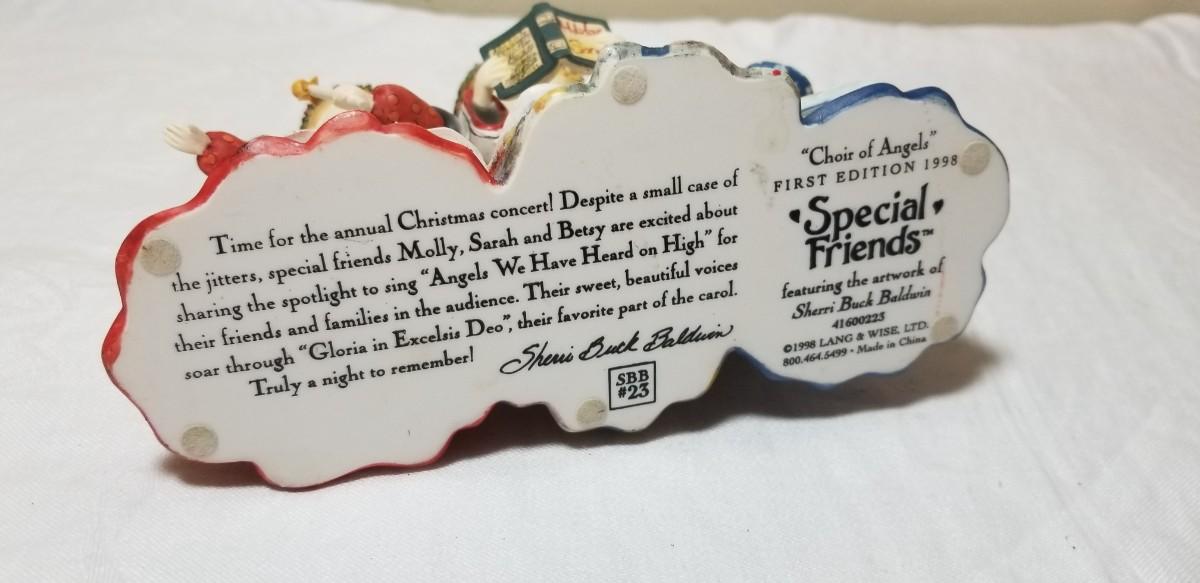 Time for the annual Christmas concert! Despite a small case of
the jitters, special friends Molly, Sarah and Betsy are excited about
sharing the spotlight to sing "Angels We Have Heard on High" for
their friends and families in the audience. Their sweet, beautiful voices
soar through "Gloria in Excelsis Deo", their favorite part of the carol.
Truly a night to remember!
Sherri Buck Baldwin
SBB
#23
"Choir of Angels"
FIRST EDITION 1998
Special
Friends™
featuring the artwork of
Sherri Buck Baldwin
41600223
©1998 LANG & WISE, LTD.
800.464.5499 • Made in China